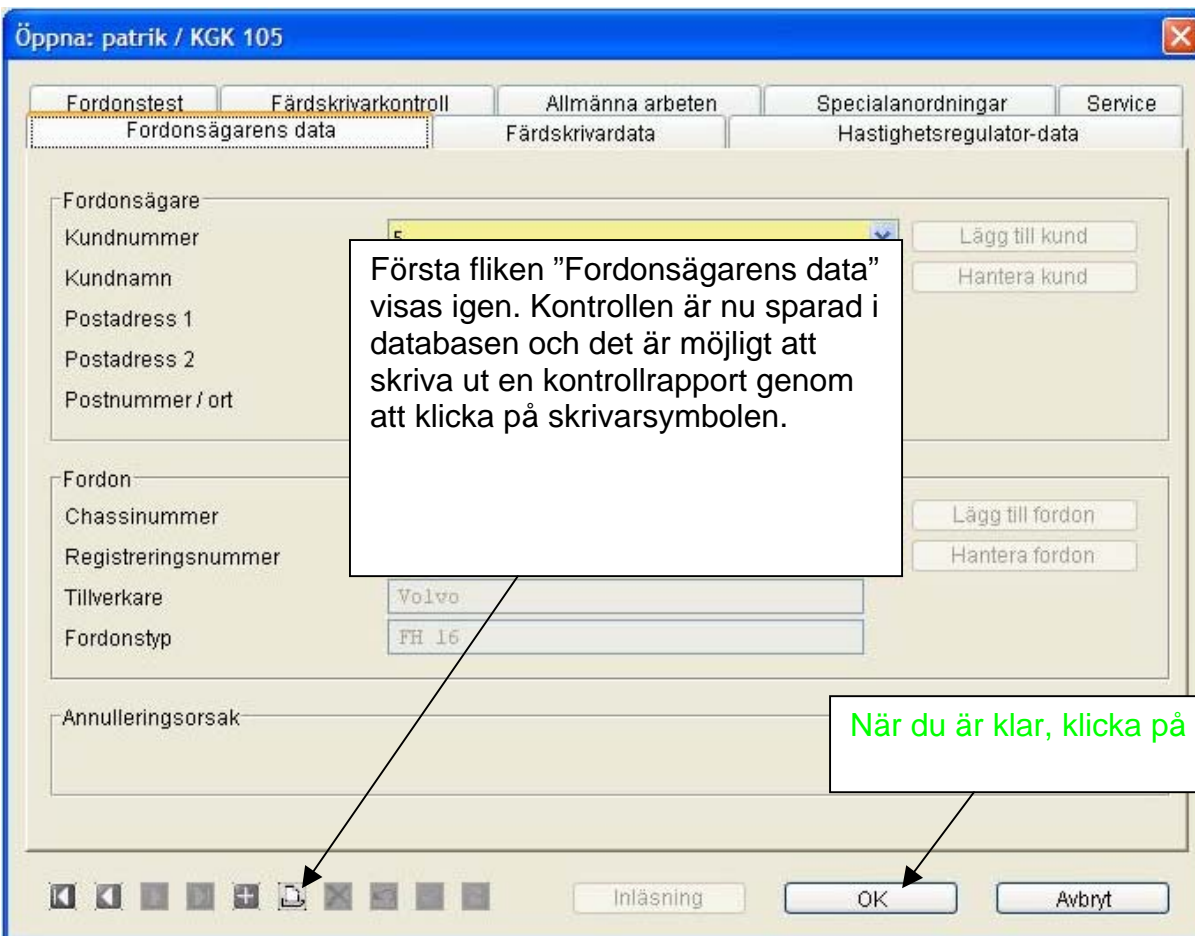 Öppna: patrik / KGK 105
Fordonstest Färdskrivarkontroll Allmänna arbeten Specialanordningar Service
Fordonsägarens data Färdskrivardata Hastighetsregulator-data
Fordonsägare
Kundnummer 5 Lägg till kund
Kundnamn Hantera kund
Postadress 1
Postadress 2
Postnummer / ort
Första fliken ”Fordonsägarens data”
visas igen. Kontrollen är nu sparad i
databasen och det är möjligt att
skriva ut en kontrollrapport genom
att klicka på skrivarsymbolen.
Fordon
Chassinummer Lägg till fordon
Registreringsnummer Hantera fordon
Tillverkare Volvo
Fordonstyp FH 16
Annulleringsorsak
När du är klar, klicka på
Inläsning OK Avbryt